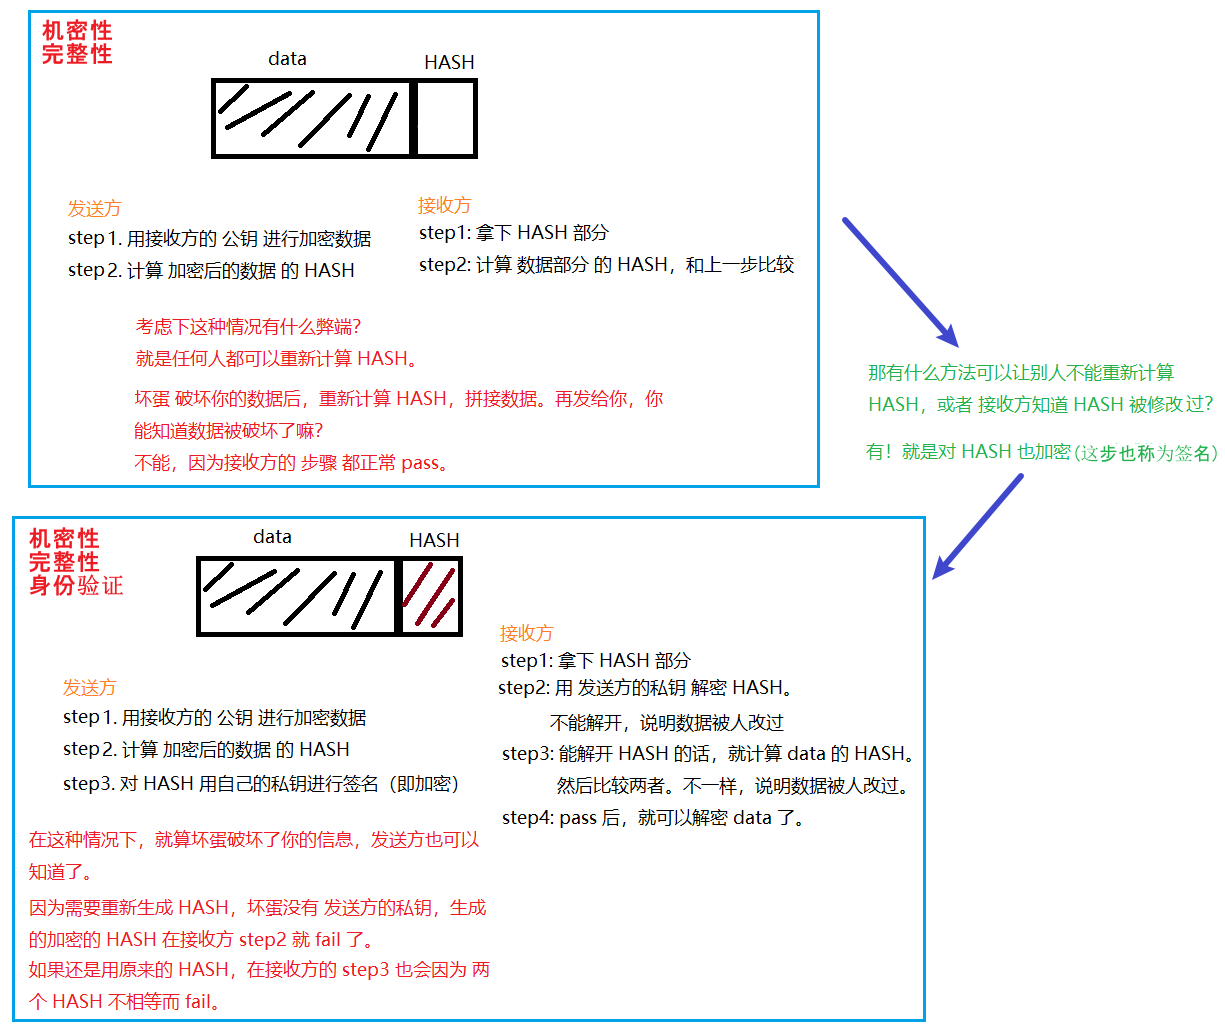 机密性
完整性
data
HASH
发送方
step1. 用接收方的 公钥 进行加密数据
step2. 计算 加密后的数据 的 HASH
接收方
step1: 拿下 HASH 部分
step2: 计算 数据部分 的 HASH，和上一步比较
考虑下这种情况有什么弊端？
就是任何人都可以重新计算 HASH。
坏蛋 破坏你的数据后，重新计算 HASH，拼接数据。再发给你，你
能知道数据被破坏了嘛？
不能，因为接收方的 步骤 都正常 pass。
那有什么方法可以让别人不能重新计算
HASH，或者 接收方知道 HASH 被修改过？
有！就是对 HASH 也加密(这步也称为签名)
机密性
完整性
身份验证
data
HASH
发送方
step1. 用接收方的 公钥 进行加密数据
step2. 计算 加密后的数据 的 HASH
step3. 对 HASH 用自己的私钥进行签名（即加密）
接收方
step1: 拿下 HASH 部分
step2: 用 发送方的私钥 解密 HASH。
不能解开，说明数据被人改过
step3: 能解开 HASH 的话，就计算 data 的 HASH。
然后比较两者。不一样，说明数据被人改过。
step4: pass 后，就可以解密 data 了。
在这种情况下，就算坏蛋破坏了你的信息，发送方也可以
知道了。
因为需要重新生成 HASH，坏蛋没有 发送方的私钥，生成
的加密的 HASH 在接收方 step2 就 fail 了。
如果还是用原来的 HASH，在接收方的 step3 也会因为 两
个 HASH 不相等而 fail。